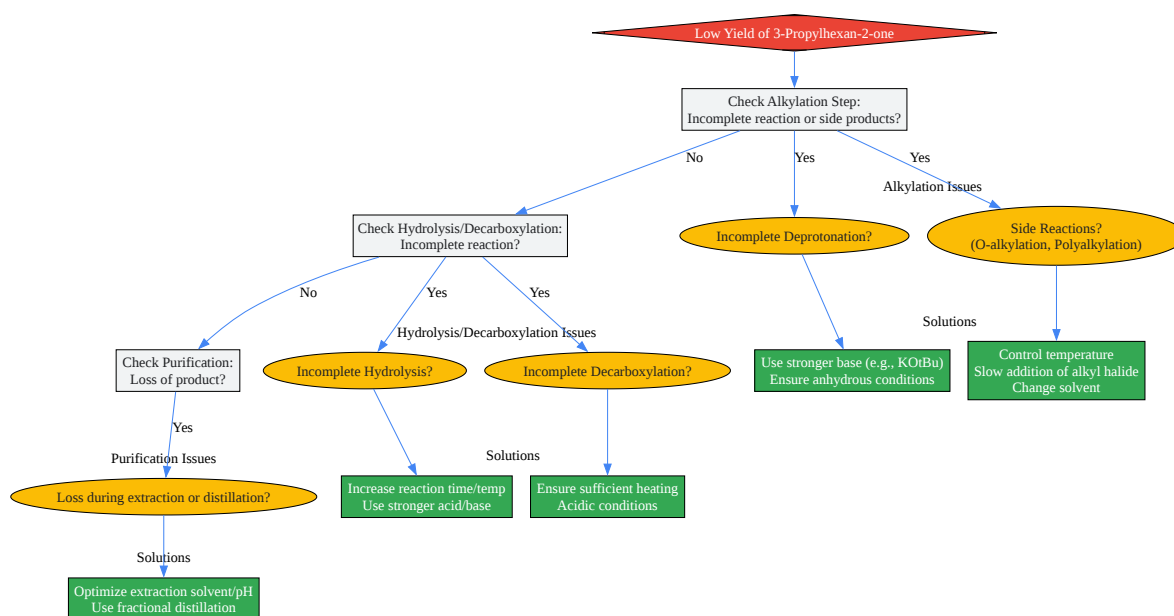 Low Yield of 3-Propylhexan-2-one
Check Alkylation Step:
Incomplete reaction or side products?
No
Yes
Yes
Alkylation Issues
Check Hydrolysis/Decarboxylation:
Incomplete reaction?
Incomplete Deprotonation?
Side Reactions?
(O-alkylation, Polyalkylation)
No
Yes
Yes
Hydrolysis/Decarboxylation Issues
Solutions
Check Purification:
Loss of product?
Incomplete Hydrolysis?
Incomplete Decarboxylation?
Use stronger base (e.g., KOtBu)
Ensure anhydrous conditions
Control temperature
Slow addition of alkyl halide
Change solvent
Yes
Purification Issues
Solutions
Loss during extraction or distillation?
Increase reaction time/temp
Use stronger acid/base
Ensure sufficient heating
Acidic conditions
Solutions
Optimize extraction solvent/pH
Use fractional distillation